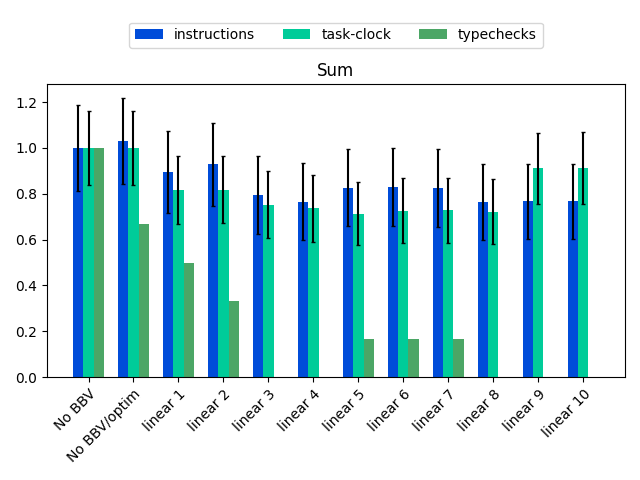 instructions task-clock typechecks
Sum
1.2
1.0
0.8
0.6
0.4
0.2
0.0
No BBV
No BBV/optim
linear 1
linear 2
linear 3
linear 4
linear 5
linear 6
linear 7
linear 8
linear 9
linear 10